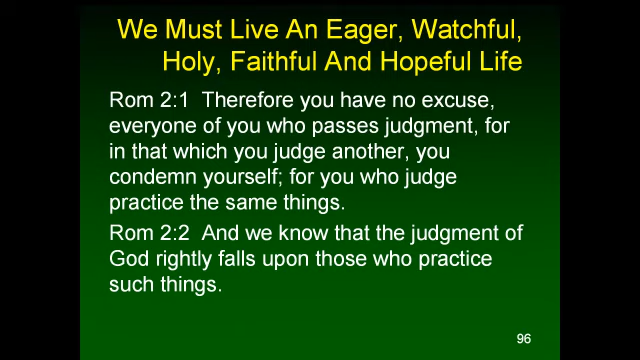 We Must Live An Eager, Watchful,
Holy, Faithful And Hopeful Life
Rom 2:1  Therefore you have no excuse,
everyone of you who passes judgment, for
in that which you judge another, you
condemn yourself; for you who judge
practice the same things.
Rom 2:2  And we know that the judgment of
God rightly falls upon those who practice
such things.
96